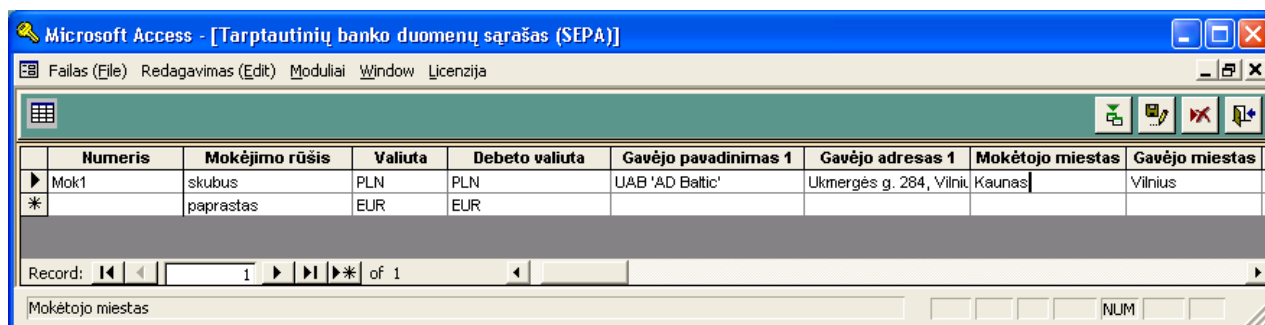 Microsoft Access - [Tarptautinių banko duomenų sąrašas (SEPA)]
Failas (File) Redagavimas (Edit) Moduliai Window Licenzija
Numeris Mokėjimo rūšis Valiuta Debeto valiuta Gavėjo pavadinimas 1 Gavėjo adresas 1 Mokėtojo miestas Gavėjo miestas
Mok1 skubus PLN PLN UAB 'AD Baltic' Ukmergės g. 284, Vilniu Kaunas Vilnius
paprastas EUR EUR
Record: 1 of 1
Mokėtojo miestas NUM